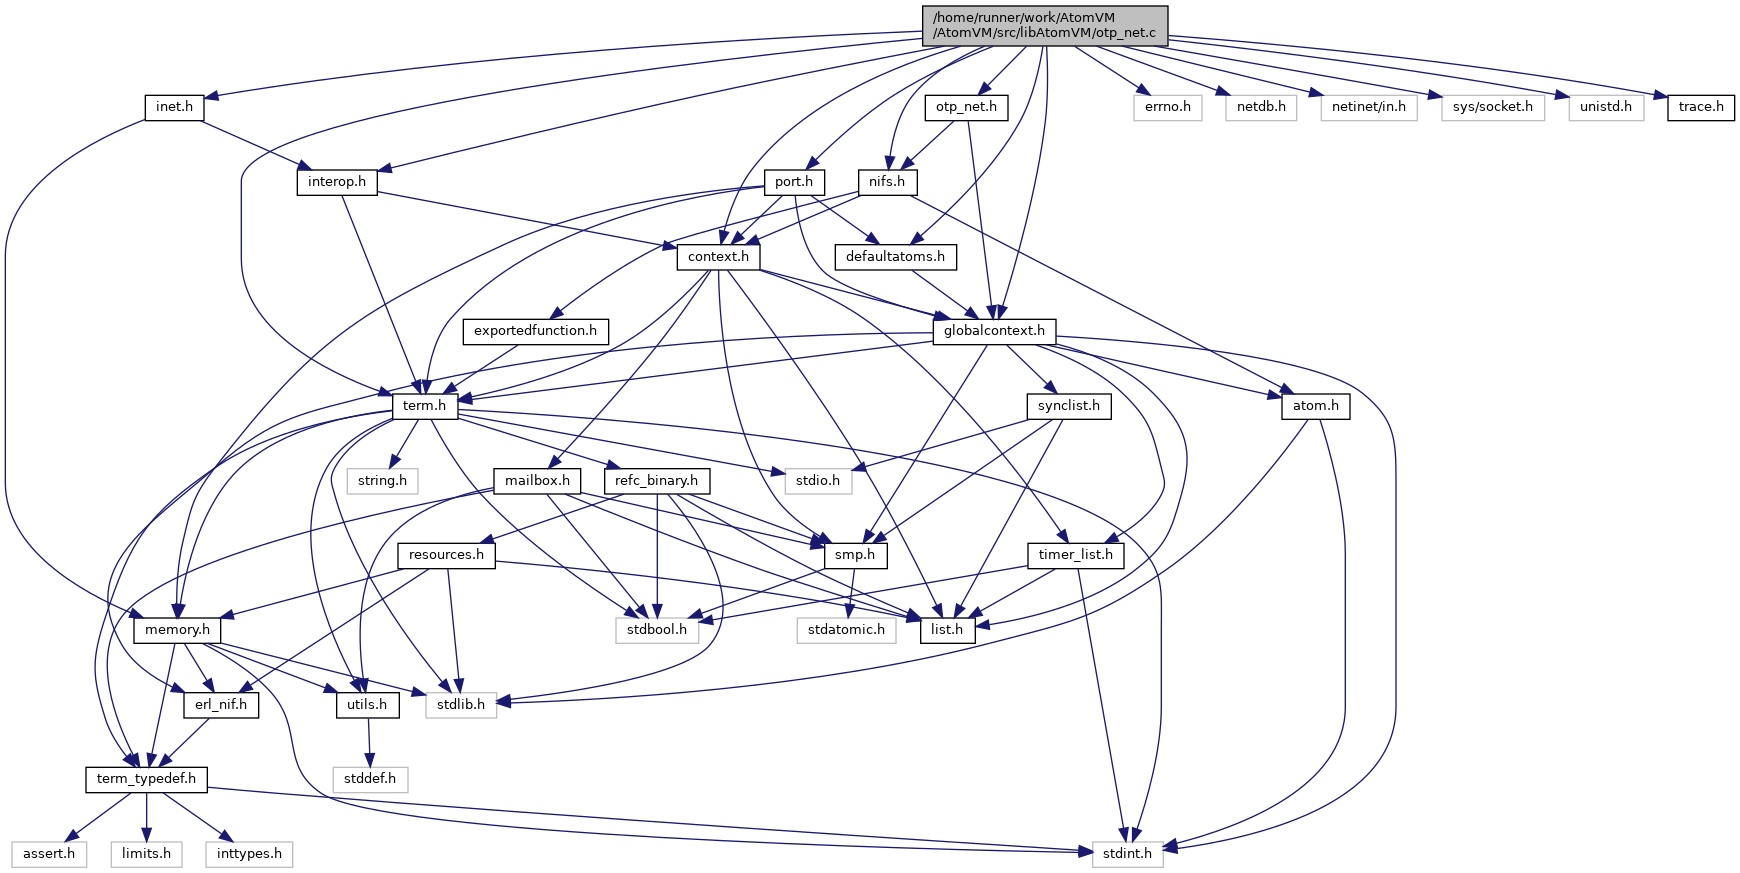 /home/runner/work/AtomVM
/AtomVM/src/libAtomVM/otp_net.c
inet.h
otp_net.h
errno.h
netdb.h
netinet/in.h
sys/socket.h
unistd.h
trace.h
interop.h
port.h
nifs.h
context.h
defaultatoms.h
exportedfunction.h
globalcontext.h
term.h
synclist.h
atom.h
string.h
mailbox.h
refc_binary.h
stdio.h
resources.h
smp.h
timer_list.h
memory.h
stdbool.h
stdatomic.h
list.h
erl_nif.h
utils.h
stdlib.h
term_typedef.h
stddef.h
assert.h
limits.h
inttypes.h
stdint.h